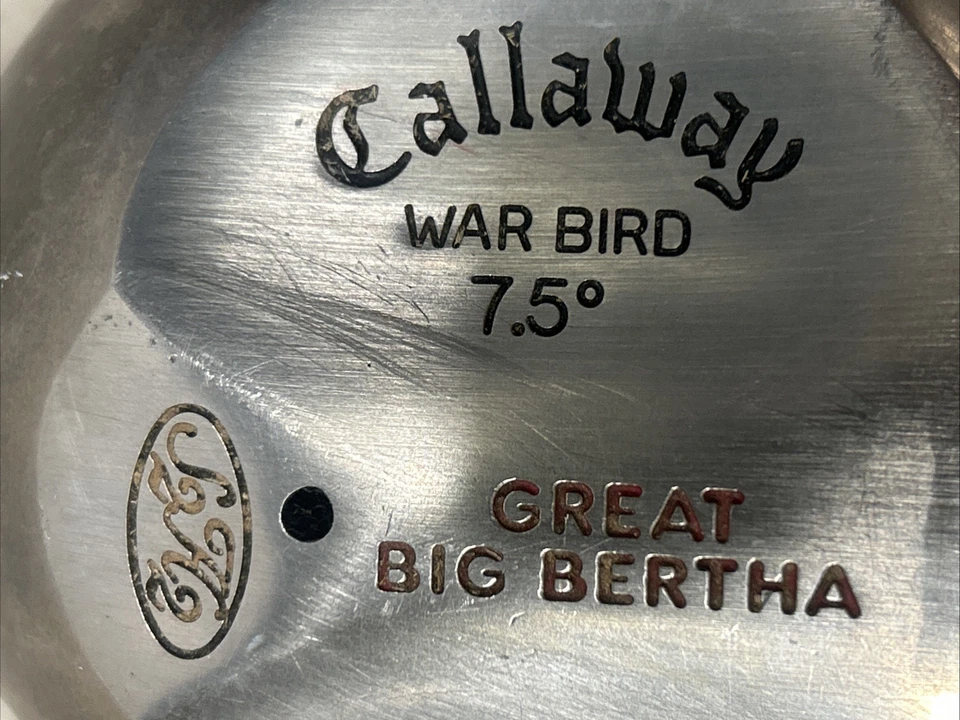 Callaway
WAR BIRD
7.5°
GREAT
BIG BERTHA